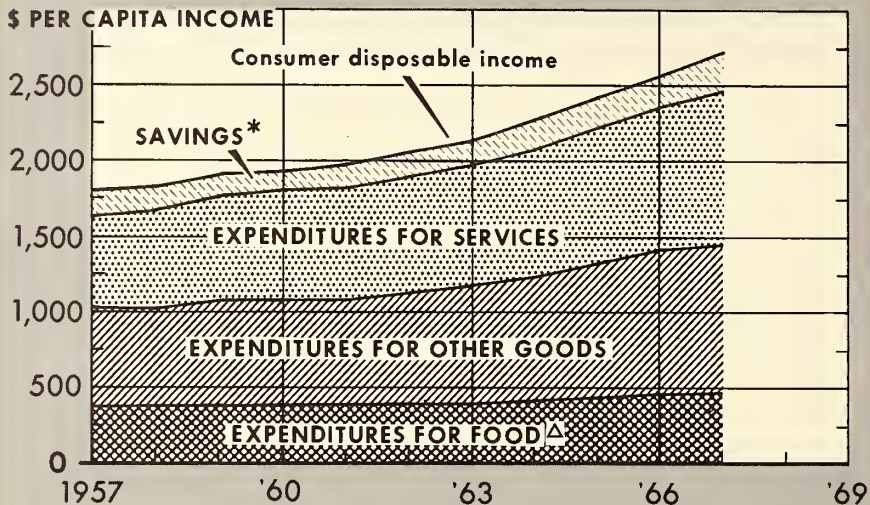 $ PER CAPITA INCOME
Consumer disposable income
2,500
SAVINGS*
2,000
EXPENDITURES FOR SERVICES
1,500
1,000
EXPENDITURES FOR OTHER GOODS
500
EXPENDITURES FOR FOOD△
0
1957 '60 '63 '66 '69